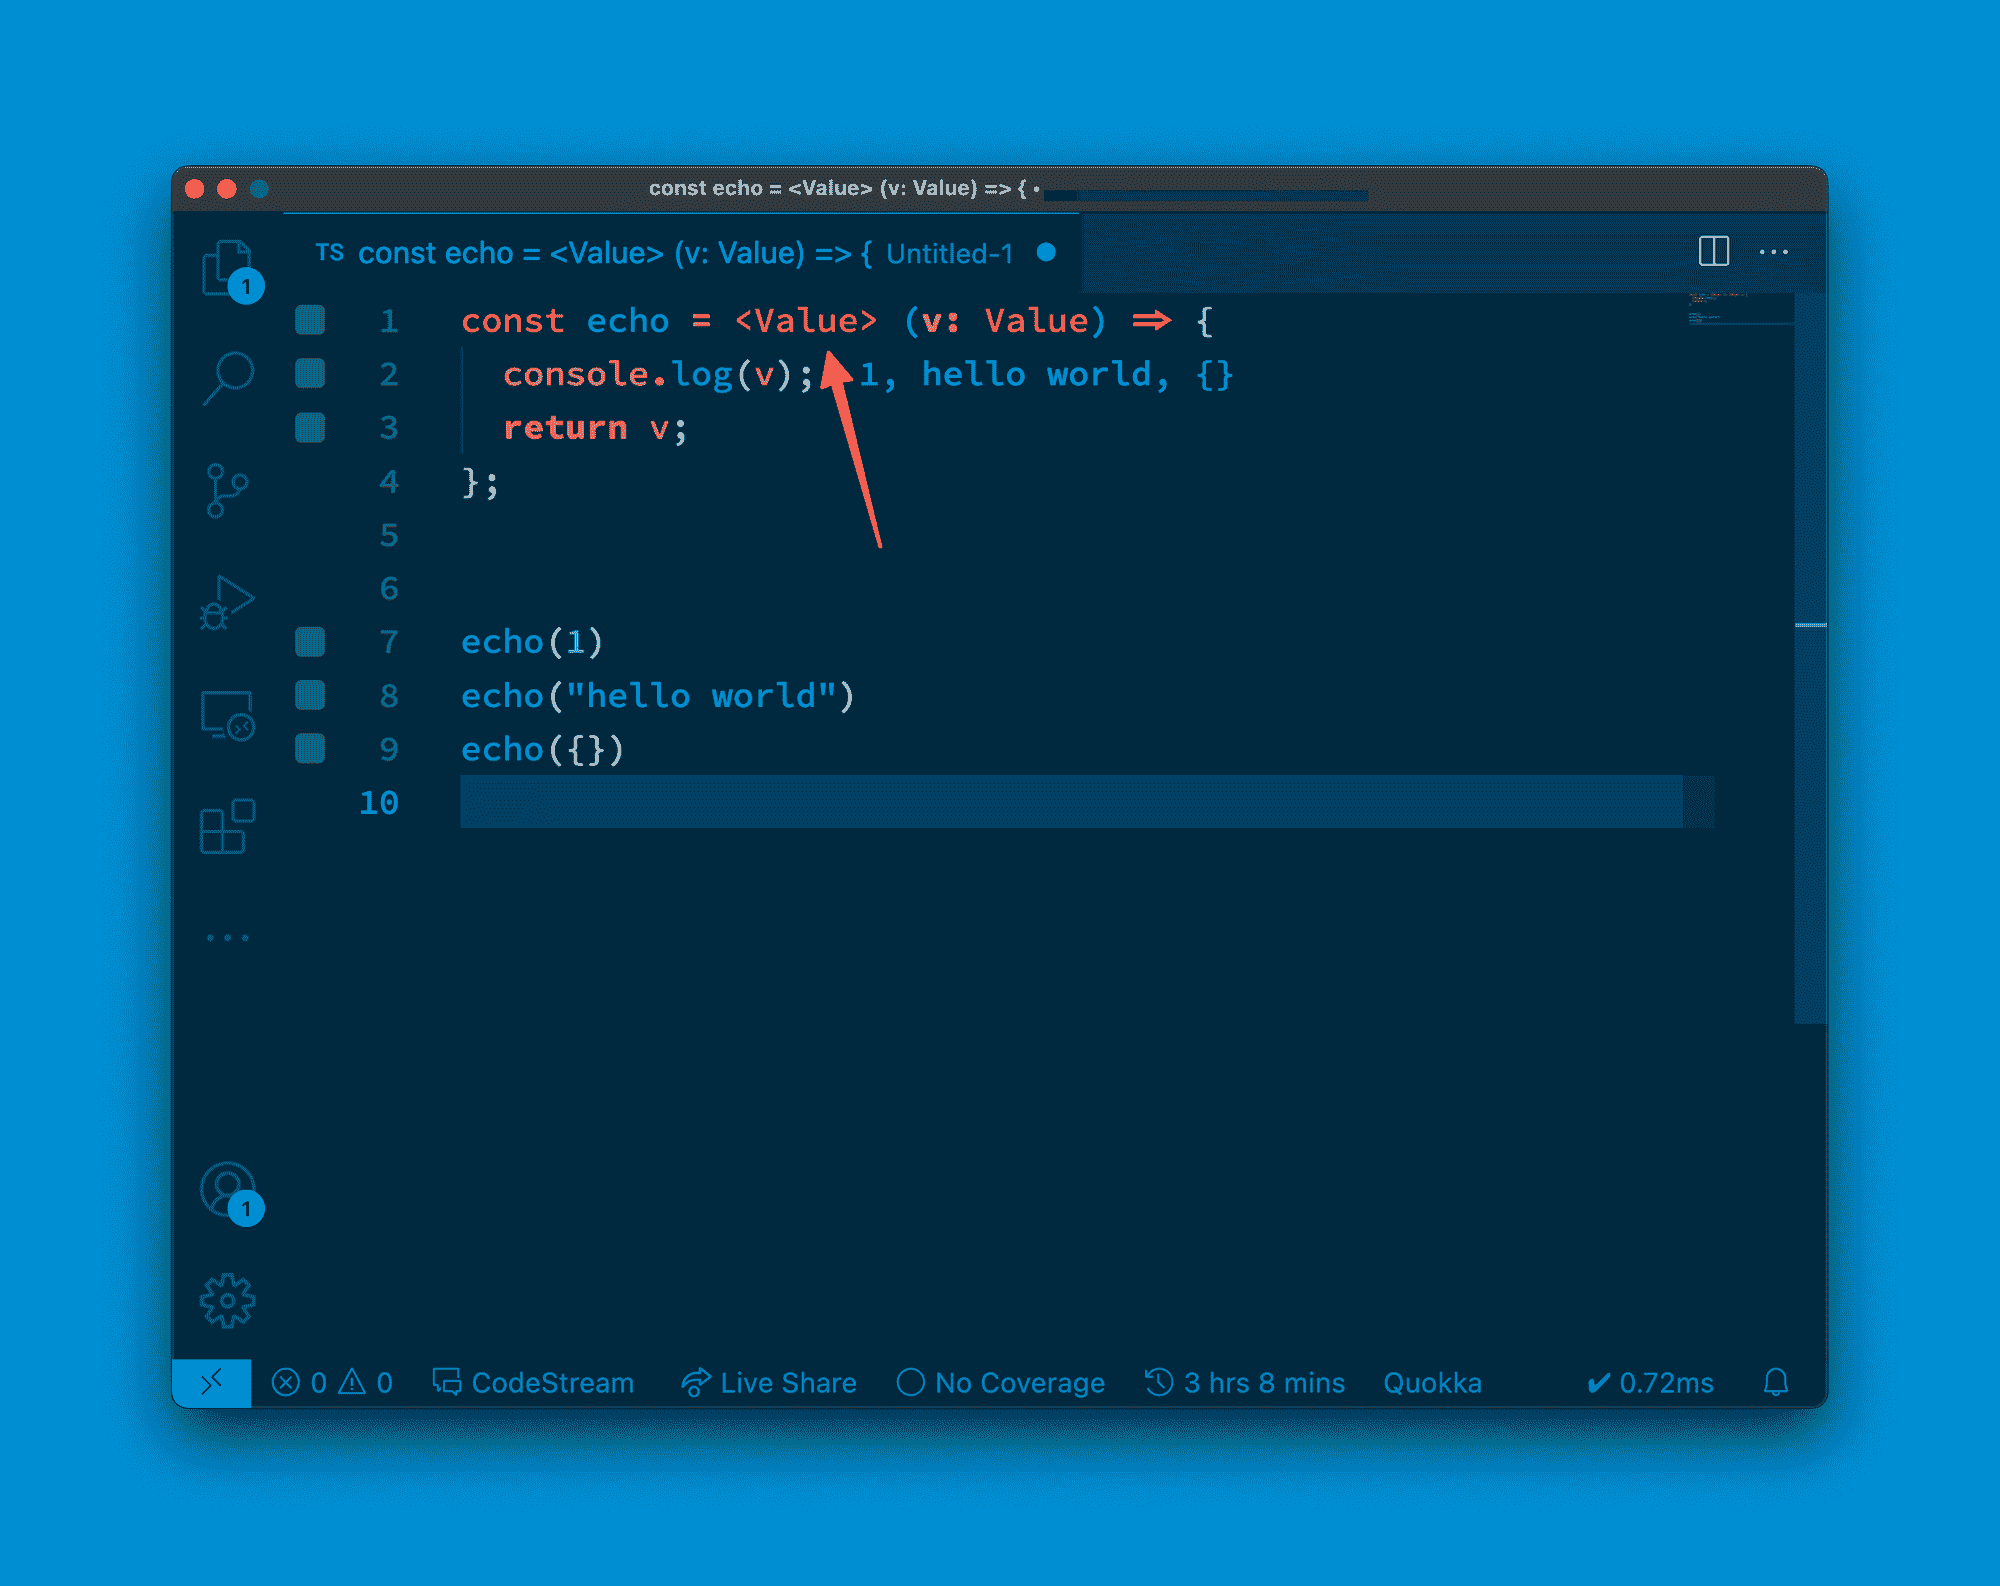 const echo = <Value> (v: Value) => { •
TS const echo = <Value> (v: Value) => { Untitled-1
1
1 const echo = <Value> (v: Value) => {
2 console.log(v); 1, hello world, {}
3 return v;
4 };
5
6
7 echo(1)
8 echo("hello world")
9 echo({})
10
1
0 0 CodeStream Live Share No Coverage 3 hrs 8 mins Quokka ✔ 0.72ms